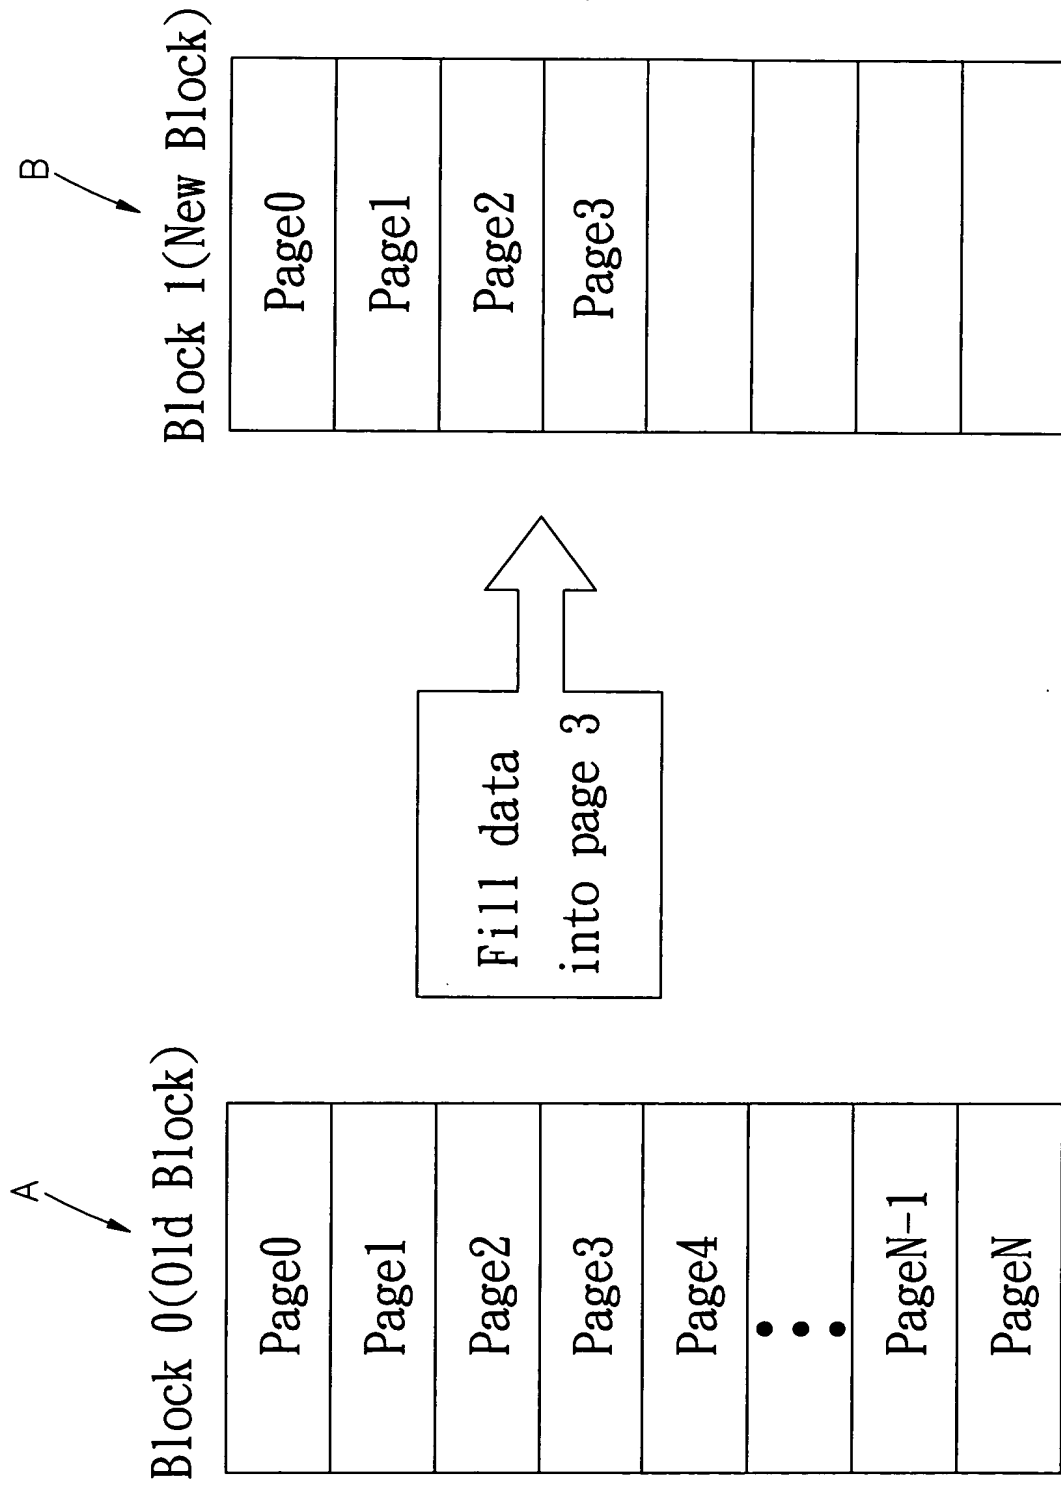 A
Block 0(Old Block)
Page0
Page1
Page2
Page3
Page4
PageN-1
PageN
Fill data
into page 3
B
Block 1(New Block)
Page0
Page1
Page2
Page3